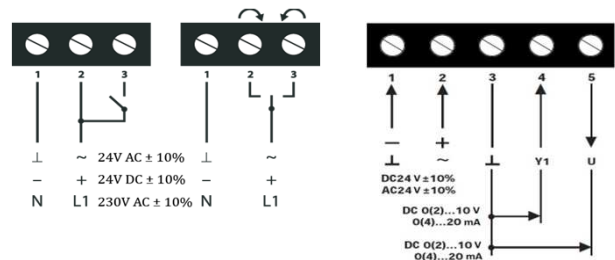 1 2 3
⊥ ~ 24V AC ± 10%
− + 24V DC ± 10%
N L1 230V AC ± 10%
1 2 3
⊥ ~
− +
N L1
1 2 3 4 5
− +
⊥ ~ ⊥ Y1 U
DC24 V ±10%
AC24V ±10%
DC 0(2)...10 V
0(4)...20 mA
DC 0(2)...10 V
0(4)...20 mA